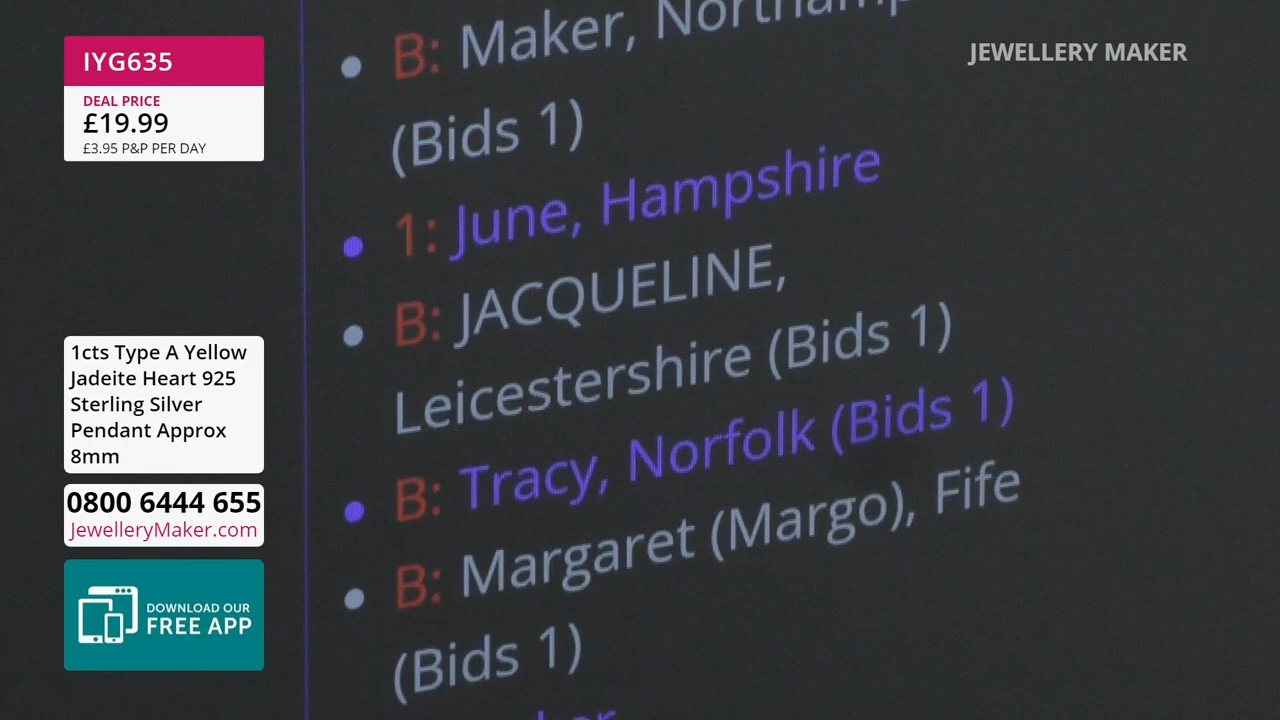 IYG635
DEAL PRICE
£19.99
£3.95 P&P PER DAY
1cts Type A Yellow
Jadeite Heart 925
Sterling Silver
Pendant Approx
8mm
0800 6444 655
JewelleryMaker.com
DOWNLOAD OUR
FREE APP
JEWELLERY MAKER
B: Maker,
(Bids 1)
1: June, Hampshire
B: JACQUELINE,
Leicestershire (Bids 1)
B: Tracy, Norfolk (Bids 1)
B: Margaret (Margo), Fife
(Bids 1)